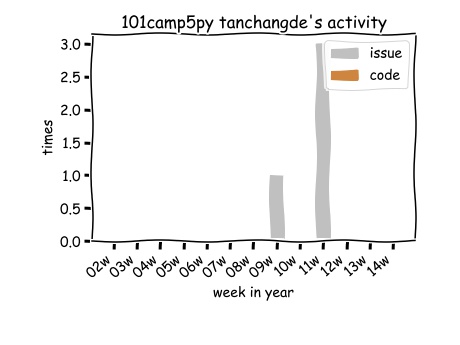 101camp5py tanchangde's activity
3.0
2.5
2.0
1.5
1.0
0.5
0.0
times
issue
code
02w 03w 04w 05w 06w 07w 08w 09w 10w 11w 12w 13w 14w
week in year